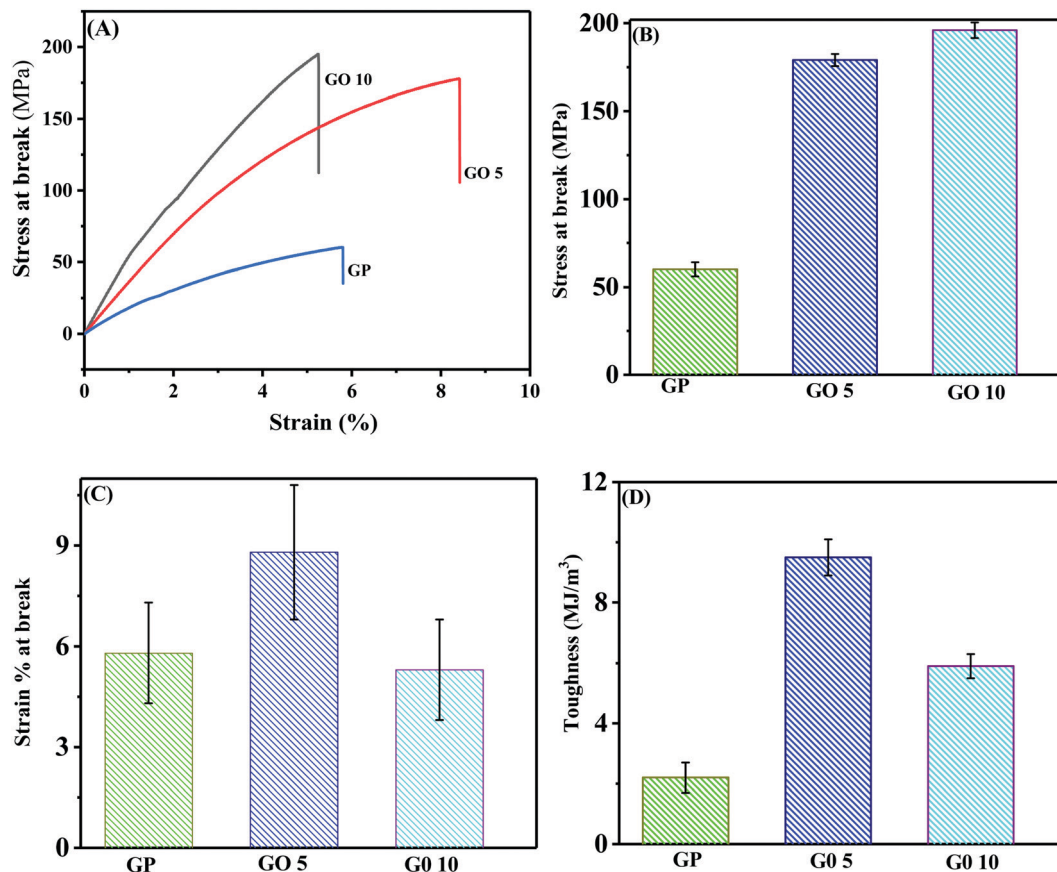 (A)
Stress at break (MPa)
200
150
100
50
0
GO 10
GO 5
GP
0 2 4 6 8 10
Strain (%)
(B)
Stress at break (MPa)
200
150
100
50
0
GP GO 5 GO 10
(C)
Strain % at break
9
6
3
0
GP GO 5 G0 10
(D)
Toughness (MJ/m³)
12
8
4
0
GP G0 5 G0 10